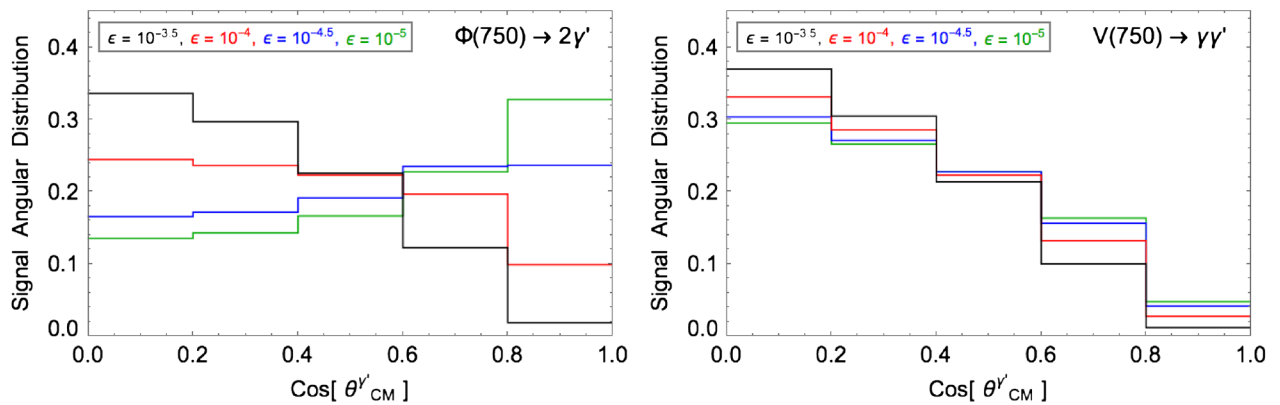 ϵ = 10^-3.5, ϵ = 10^-4, ϵ = 10^-4.5, ϵ = 10^-5
Φ(750) → 2γ'
Signal Angular Distribution
0.4
0.3
0.2
0.1
0.0
0.0 0.2 0.4 0.6 0.8 1.0
Cos[ θ^γ'_CM ]
ϵ = 10^-3.5, ϵ = 10^-4, ϵ = 10^-4.5, ϵ = 10^-5
V(750) → γγ'
Signal Angular Distribution
0.4
0.3
0.2
0.1
0.0
0.0 0.2 0.4 0.6 0.8 1.0
Cos[ θ^γ'_CM ]